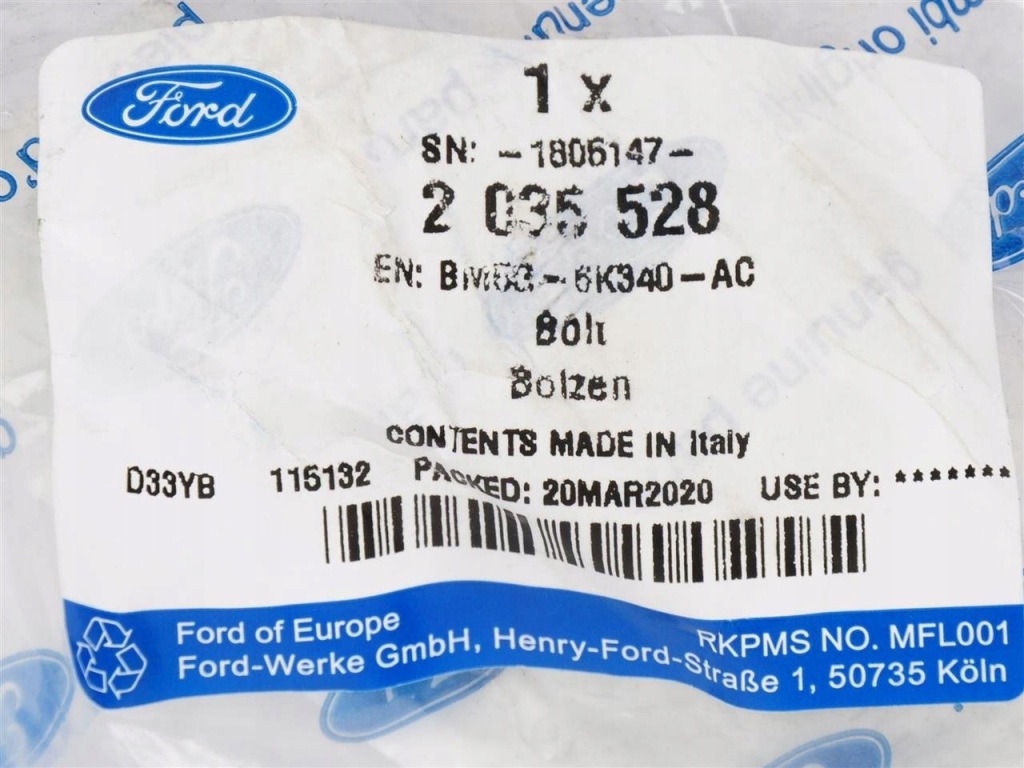 Ford
1 x
SN: -1806147-
2 035 528
EN: BM5G-6K340-AC
Bolt
Bolzen
CONTENTS MADE IN Italy
D33YB 115132 PACKED: 20MAR2020 USE BY: *******
Ford of Europe
RKPMS NO. MFL001
Ford-Werke GmbH, Henry-Ford-Straße 1, 50735 Köln
genuine